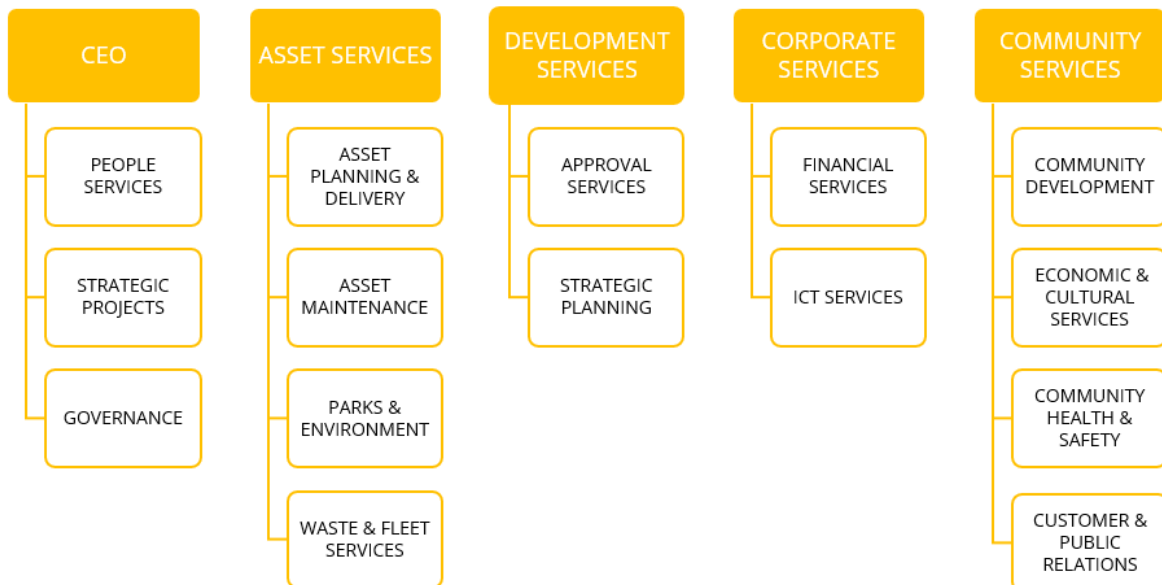 CEO
PEOPLE
SERVICES
STRATEGIC
PROJECTS
GOVERNANCE
ASSET SERVICES
ASSET
PLANNING &
DELIVERY
ASSET
MAINTENANCE
PARKS &
ENVIRONMENT
WASTE & FLEET
SERVICES
DEVELOPMENT
SERVICES
APPROVAL
SERVICES
STRATEGIC
PLANNING
CORPORATE
SERVICES
FINANCIAL
SERVICES
ICT SERVICES
COMMUNITY
SERVICES
COMMUNITY
DEVELOPMENT
ECONOMIC &
CULTURAL
SERVICES
COMMUNITY
HEALTH &
SAFETY
CUSTOMER &
PUBLIC
RELATIONS